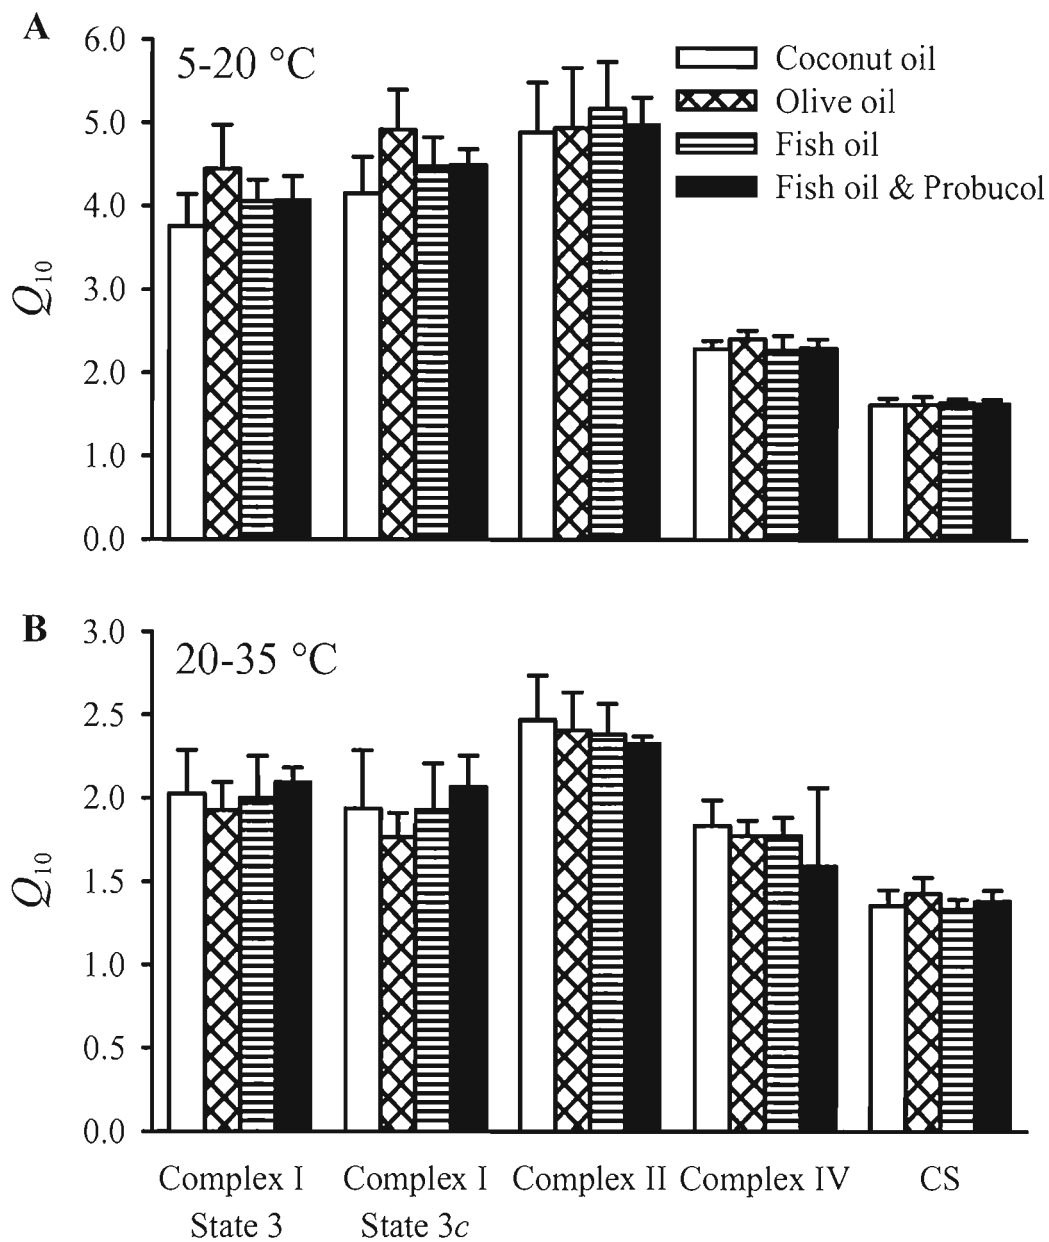 A
5-20 °C
Coconut oil
Olive oil
Fish oil
Fish oil & Probucol
6.0
5.0
4.0
3.0
2.0
1.0
0.0
Q10
B
20-35 °C
3.0
2.5
2.0
1.5
1.0
0.5
0.0
Q10
Complex I Complex I Complex II Complex IV CS
State 3 State 3c